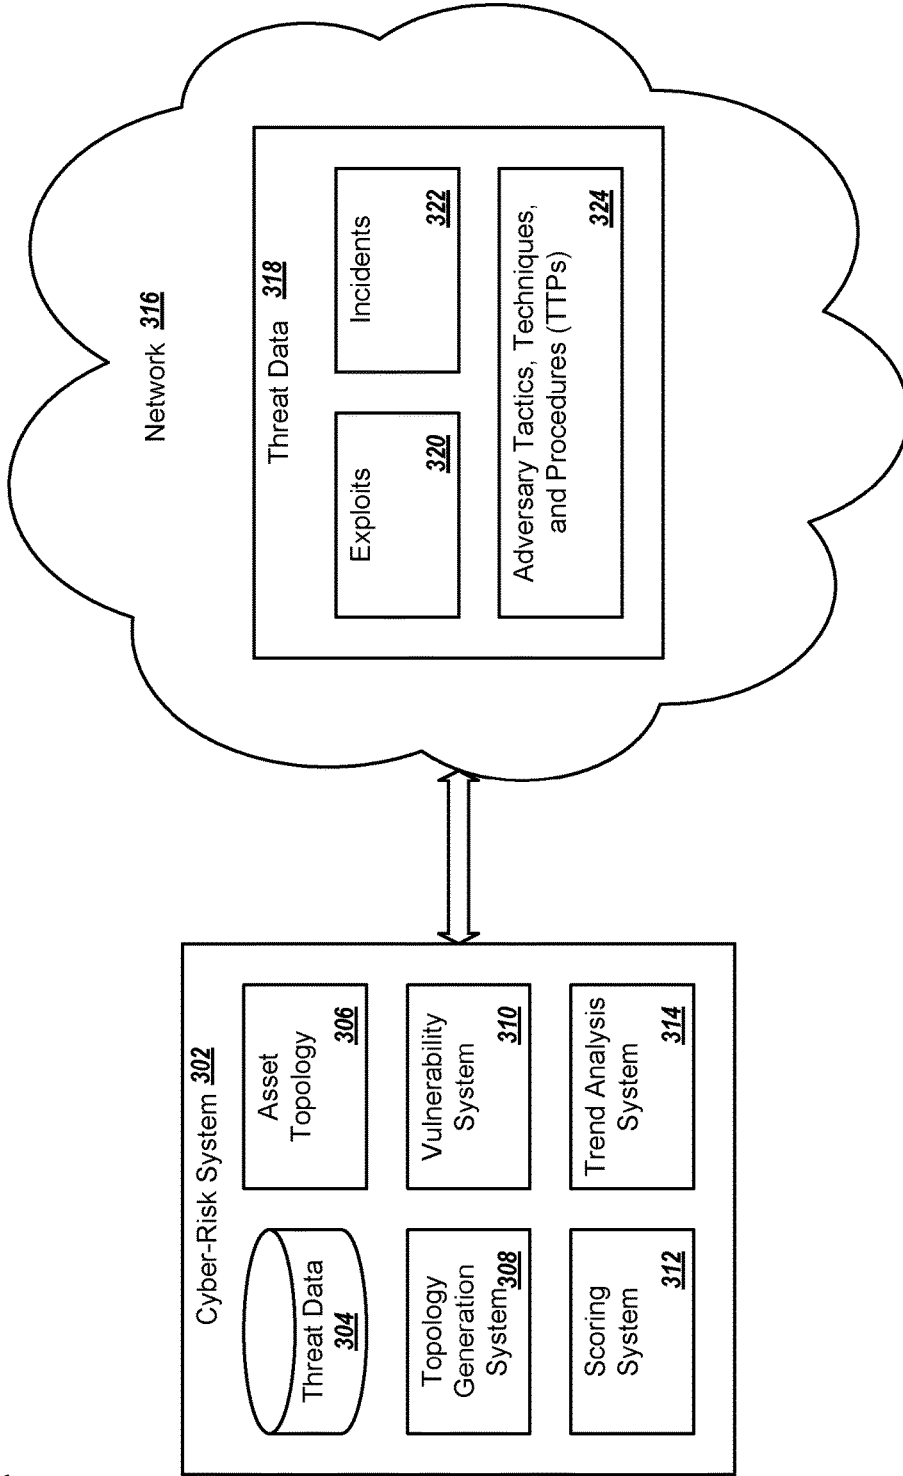 Cyber-Risk System 302
Threat Data
304
Asset
Topology
306
Topology
Generation
System308
Vulnerability
System
310
Scoring
System
312
Trend Analysis
System
314
Network 316
Threat Data 318
Exploits
320
Incidents
322
Adversary Tactics, Techniques,
and Procedures (TTPs)
324